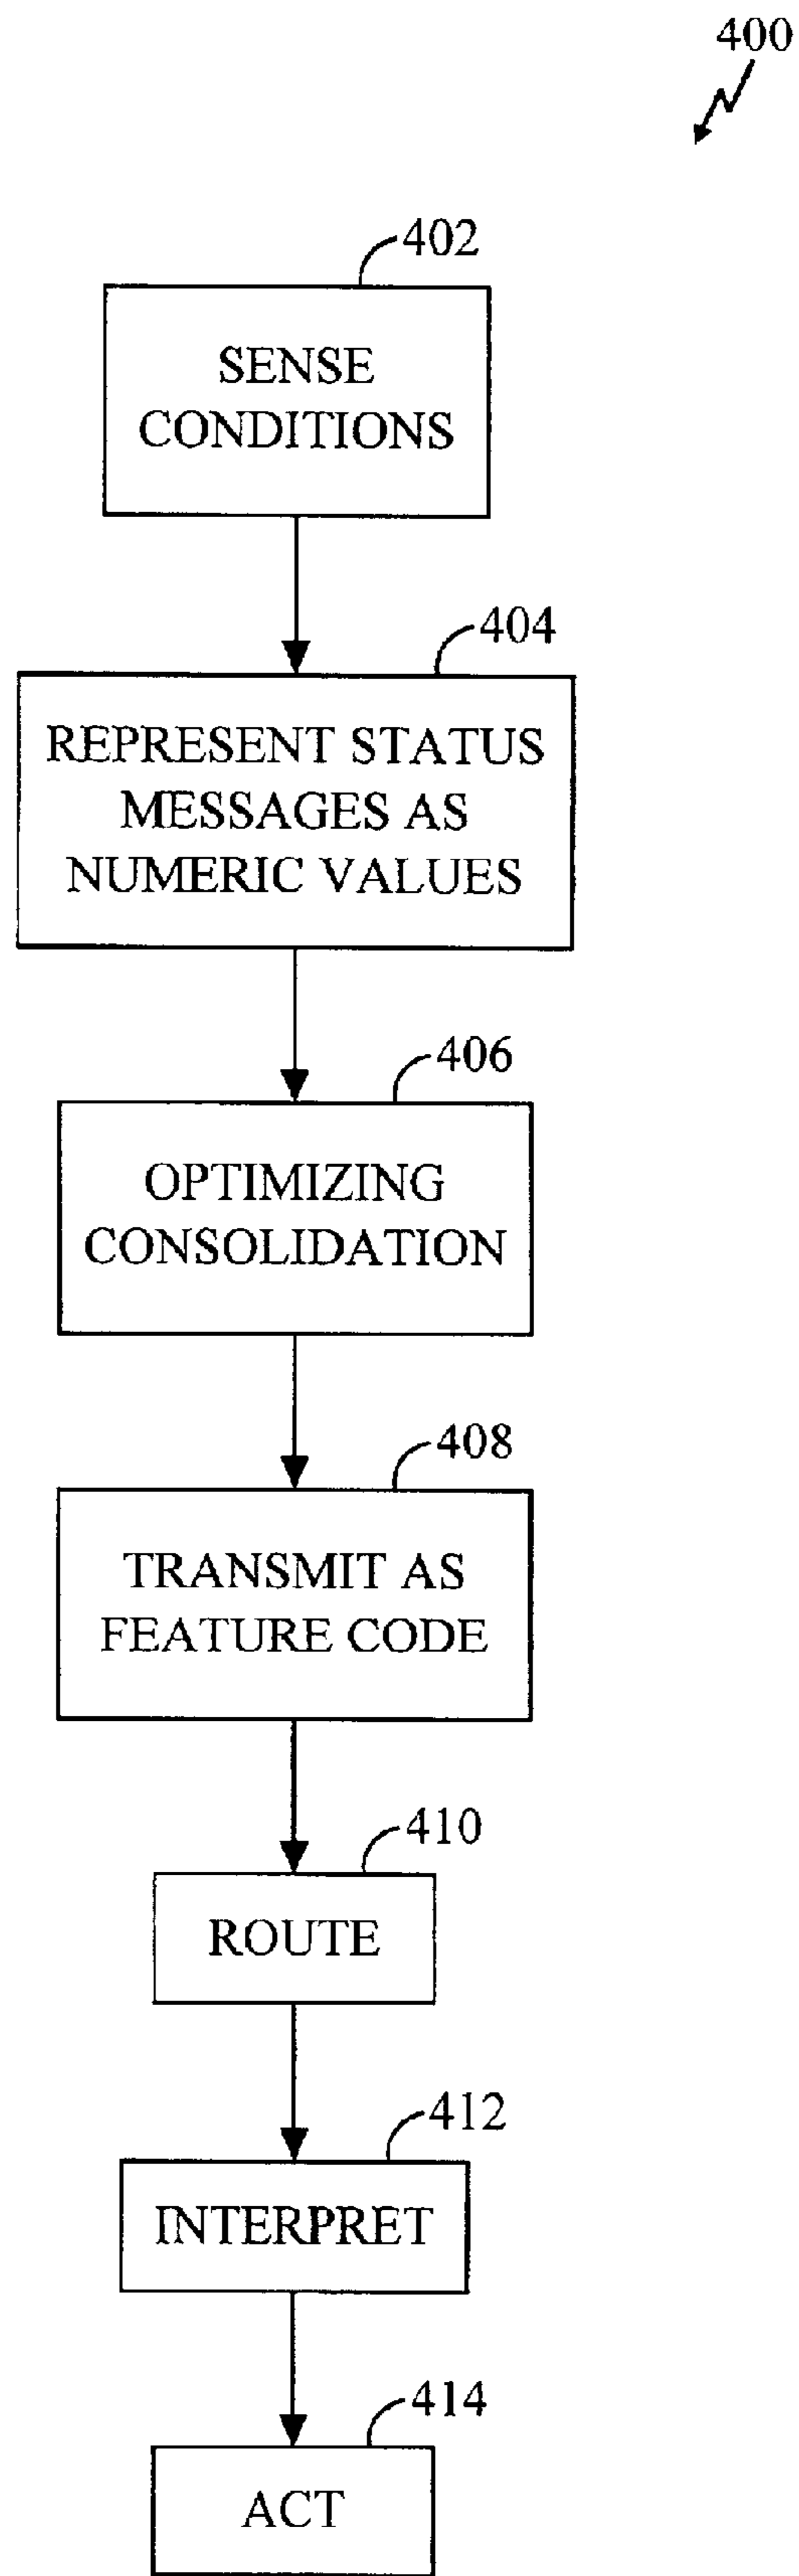 400
402
SENSE
CONDITIONS
404
REPRESENT STATUS
MESSAGES AS
NUMERIC VALUES
406
OPTIMIZING
CONSOLIDATION
408
TRANSMIT AS
FEATURE CODE
410
ROUTE
412
INTERPRET
414
ACT